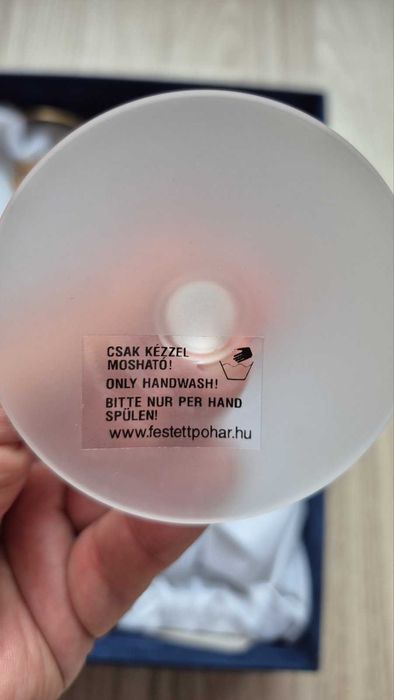 CSAK KÉZZEL
MOSHATÓ!
ONLY HANDWASH!
BITTE NUR PER HAND
SPÜLEN!
www.festettpohar.hu